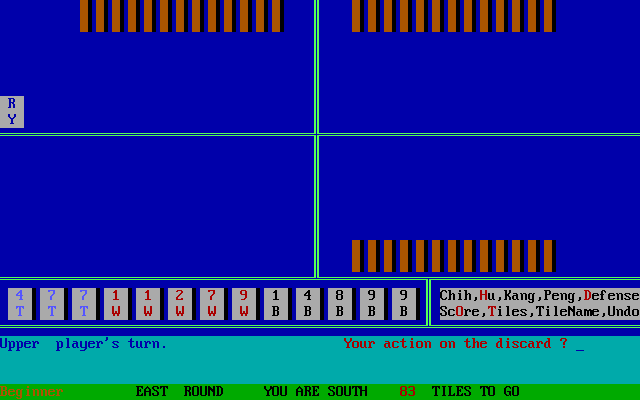 R
Y
4 7 7 1 1 2 7 9 1 4 8 9 9
T T T W W W W W B B B B B
Chih,Hu,Kang,Peng,Defense
ScOre,Tiles,TileName,Undo
Upper player's turn. Your action on the discard ? _
Beginner EAST ROUND YOU ARE SOUTH 83 TILES TO GO